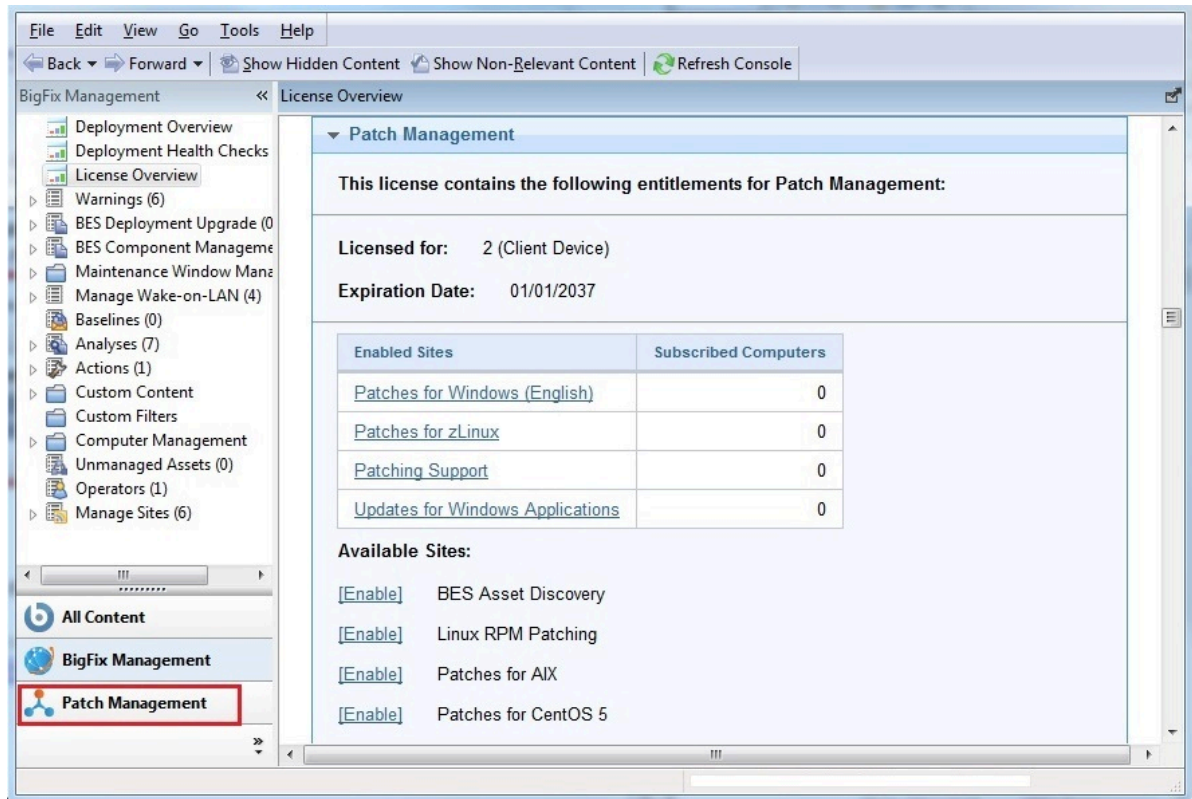 File Edit View Go Tools Help
Back Forward Show Hidden Content Show Non-Relevant Content Refresh Console
BigFix Management « License Overview
Deployment Overview
Deployment Health Checks
License Overview
Warnings (6)
BES Deployment Upgrade (0
BES Component Manageme
Maintenance Window Mana
Manage Wake-on-LAN (4)
Baselines (0)
Analyses (7)
Actions (1)
Custom Content
Custom Filters
Computer Management
Unmanaged Assets (0)
Operators (1)
Manage Sites (6)
All Content
BigFix Management
Patch Management
»
Patch Management
This license contains the following entitlements for Patch Management:
Licensed for: 2 (Client Device)
Expiration Date: 01/01/2037
Enabled Sites Subscribed Computers
Patches for Windows (English) 0
Patches for zLinux 0
Patching Support 0
Updates for Windows Applications 0
Available Sites:
[Enable] BES Asset Discovery
[Enable] Linux RPM Patching
[Enable] Patches for AIX
[Enable] Patches for CentOS 5